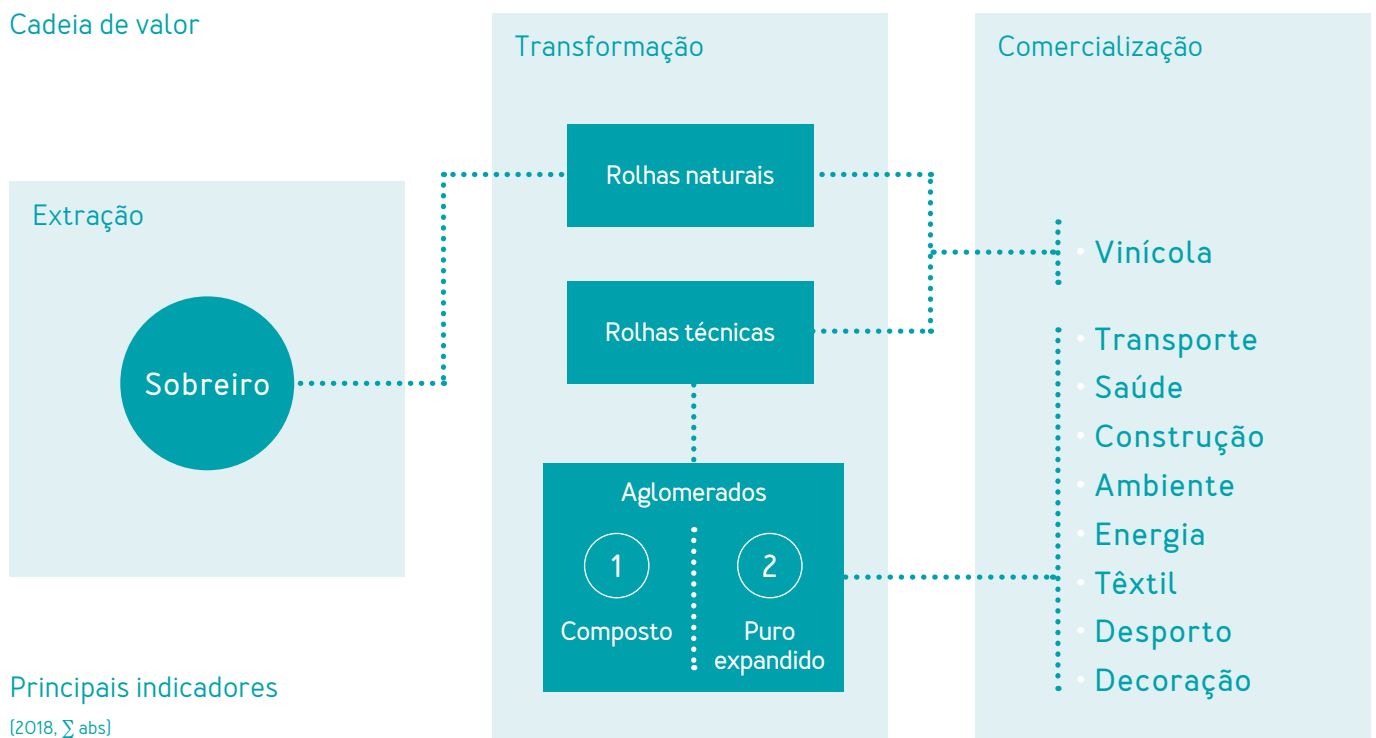 Cadeia de valor
Extração
Sobreiro
Transformação
Rolhas naturais
Rolhas técnicas
Aglomerados
1
Composto
2
Puro
expandido
Comercialização
• Vinícola
• Transporte
• Saúde
• Construção
• Ambiente
• Energia
• Têxtil
• Desporto
• Decoração
Principais indicadores
(2018, ∑ abs)